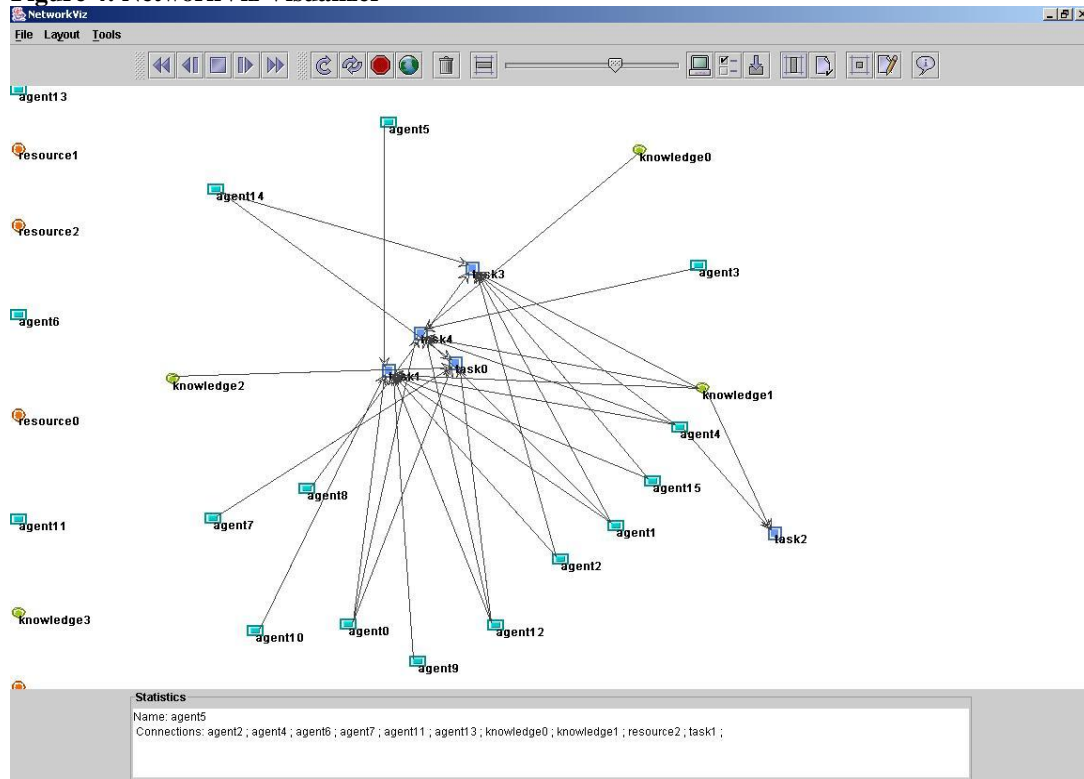 NetworkViz
File Layout Tools
agent13
agent5
resource1
knowledge0
agent14
resource2
task3
agent3
agent6
task4
task0
knowledge2
task1
knowledge1
resource0
agent4
agent8
agent15
agent7
agent11
agent1
task2
agent2
knowledge3
agent10
agent0
agent12
agent9
Statistics
Name: agent5
Connections: agent2 ; agent4 ; agent6 ; agent7 ; agent11 ; agent13 ; knowledge0 ; knowledge1 ; resource2 ; task1 ;